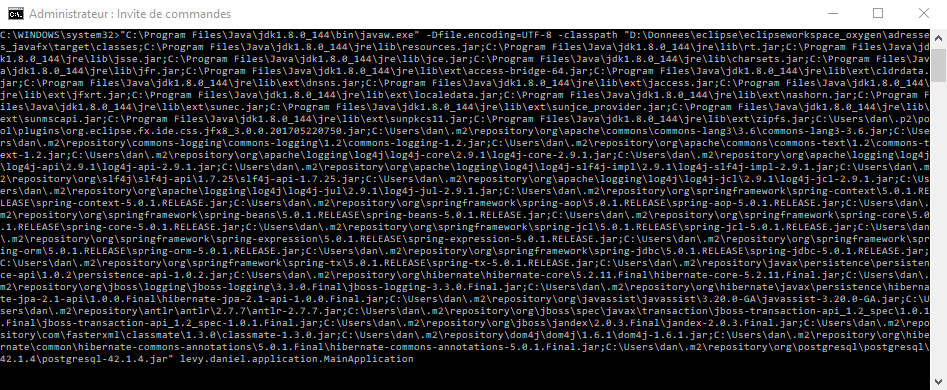 Administrateur : Invite de commandes
C:\WINDOWS\system32>"C:\Program Files\Java\jdk1.8.0_144\bin\javaw.exe" -Dfile.encoding=UTF-8 -classpath "D:\Donnees\eclipse\eclipseworkspace_oxygen\adresse
s_javafx\target\classes;C:\Program Files\Java\jdk1.8.0_144\jre\lib\resources.jar;C:\Program Files\Java\jdk1.8.0_144\jre\lib\rt.jar;C:\Program Files\Java\jd
k1.8.0_144\jre\lib\jsse.jar;C:\Program Files\Java\jdk1.8.0_144\jre\lib\jce.jar;C:\Program Files\Java\jdk1.8.0_144\jre\lib\charsets.jar;C:\Program Files\Jav
a\jdk1.8.0_144\jre\lib\jfr.jar;C:\Program Files\Java\jdk1.8.0_144\jre\lib\ext\access-bridge-64.jar;C:\Program Files\Java\jdk1.8.0_144\jre\lib\ext\cldrdata.
jar;C:\Program Files\Java\jdk1.8.0_144\jre\lib\ext\dnsns.jar;C:\Program Files\Java\jdk1.8.0_144\jre\lib\ext\jaccess.jar;C:\Program Files\Java\jdk1.8.0_144\
jre\lib\ext\jfxrt.jar;C:\Program Files\Java\jdk1.8.0_144\jre\lib\ext\localedata.jar;C:\Program Files\Java\jdk1.8.0_144\jre\lib\ext\nashorn.jar;C:\Program F
iles\Java\jdk1.8.0_144\jre\lib\ext\sunec.jar;C:\Program Files\Java\jdk1.8.0_144\jre\lib\ext\sunjce_provider.jar;C:\Program Files\Java\jdk1.8.0_144\jre\lib\
ext\sunmscapi.jar;C:\Program Files\Java\jdk1.8.0_144\jre\lib\ext\sunpkcs11.jar;C:\Program Files\Java\jdk1.8.0_144\jre\lib\ext\zipfs.jar;C:\Users\dan\.p2\po
ol\plugins\org.eclipse.fx.ide.css.jfx8_3.0.0.201705220750.jar;C:\Users\dan\.m2\repository\org\apache\commons\commons-lang3\3.6\commons-lang3-3.6.jar;C:\Use
rs\dan\.m2\repository\commons-logging\commons-logging\1.2\commons-logging-1.2.jar;C:\Users\dan\.m2\repository\org\apache\commons\commons-text\1.2\commons-t
ext-1.2.jar;C:\Users\dan\.m2\repository\org\apache\logging\log4j\log4j-core\2.9.1\log4j-core-2.9.1.jar;C:\Users\dan\.m2\repository\org\apache\logging\log4j
\log4j-api\2.9.1\log4j-api-2.9.1.jar;C:\Users\dan\.m2\repository\org\apache\logging\log4j\log4j-slf4j-impl\2.9.1\log4j-slf4j-impl-2.9.1.jar;C:\Users\dan\.m
2\repository\org\slf4j\slf4j-api\1.7.25\slf4j-api-1.7.25.jar;C:\Users\dan\.m2\repository\org\apache\logging\log4j\log4j-jcl\2.9.1\log4j-jcl-2.9.1.jar;C:\Us
ers\dan\.m2\repository\org\apache\logging\log4j\log4j-jul\2.9.1\log4j-jul-2.9.1.jar;C:\Users\dan\.m2\repository\org\springframework\spring-context\5.0.1.RE
LEASE\spring-context-5.0.1.RELEASE.jar;C:\Users\dan\.m2\repository\org\springframework\spring-aop\5.0.1.RELEASE\spring-aop-5.0.1.RELEASE.jar;C:\Users\dan\.
m2\repository\org\springframework\spring-beans\5.0.1.RELEASE\spring-beans-5.0.1.RELEASE.jar;C:\Users\dan\.m2\repository\org\springframework\spring-core\5.0
.1.RELEASE\spring-core-5.0.1.RELEASE.jar;C:\Users\dan\.m2\repository\org\springframework\spring-jcl\5.0.1.RELEASE\spring-jcl-5.0.1.RELEASE.jar;C:\Users\dan
\.m2\repository\org\springframework\spring-expression\5.0.1.RELEASE\spring-expression-5.0.1.RELEASE.jar;C:\Users\dan\.m2\repository\org\springframework\spr
ing-orm\5.0.1.RELEASE\spring-orm-5.0.1.RELEASE.jar;C:\Users\dan\.m2\repository\org\springframework\spring-jdbc\5.0.1.RELEASE\spring-jdbc-5.0.1.RELEASE.jar;
C:\Users\dan\.m2\repository\org\springframework\spring-tx\5.0.1.RELEASE\spring-tx-5.0.1.RELEASE.jar;C:\Users\dan\.m2\repository\javax\persistence\persisten
ce-api\1.0.2\persistence-api-1.0.2.jar;C:\Users\dan\.m2\repository\org\hibernate\hibernate-core\5.2.11.Final\hibernate-core-5.2.11.Final.jar;C:\Users\dan\.
m2\repository\org\jboss\logging\jboss-logging\3.3.0.Final\jboss-logging-3.3.0.Final.jar;C:\Users\dan\.m2\repository\org\hibernate\javax\persistence\hiberna
te-jpa-2.1-api\1.0.0.Final\hibernate-jpa-2.1-api-1.0.0.Final.jar;C:\Users\dan\.m2\repository\org\javassist\javassist\3.20.0-GA\javassist-3.20.0-GA.jar;C:\U
sers\dan\.m2\repository\antlr\antlr\2.7.7\antlr-2.7.7.jar;C:\Users\dan\.m2\repository\org\jboss\spec\javax\transaction\jboss-transaction-api_1.2_spec\1.0.1
.Final\jboss-transaction-api_1.2_spec-1.0.1.Final.jar;C:\Users\dan\.m2\repository\org\jboss\jandex\2.0.3.Final\jandex-2.0.3.Final.jar;C:\Users\dan\.m2\repo
sitory\com\fasterxml\classmate\1.3.0\classmate-1.3.0.jar;C:\Users\dan\.m2\repository\dom4j\dom4j\1.6.1\dom4j-1.6.1.jar;C:\Users\dan\.m2\repository\org\hibe
rnate\common\hibernate-commons-annotations\5.0.1.Final\hibernate-commons-annotations-5.0.1.Final.jar;C:\Users\dan\.m2\repository\org\postgresql\postgresql\
42.1.4\postgresql-42.1.4.jar" levy.daniel.application.MainApplication